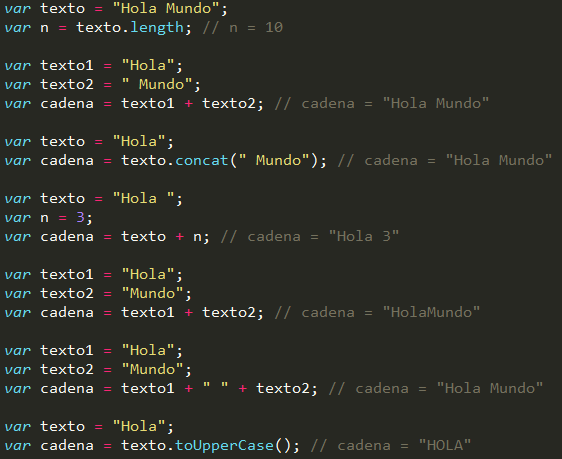 var texto = "Hola Mundo";
var n = texto.length; // n = 10
var texto1 = "Hola";
var texto2 = " Mundo";
var cadena = texto1 + texto2; // cadena = "Hola Mundo"
var texto = "Hola";
var cadena = texto.concat(" Mundo"); // cadena = "Hola Mundo"
var texto = "Hola ";
var n = 3;
var cadena = texto + n; // cadena = "Hola 3"
var texto1 = "Hola";
var texto2 = "Mundo";
var cadena = texto1 + texto2; // cadena = "HolaMundo"
var texto1 = "Hola";
var texto2 = "Mundo";
var cadena = texto1 + " " + texto2; // cadena = "Hola Mundo"
var texto = "Hola";
var cadena = texto.toUpperCase(); // cadena = "HOLA"